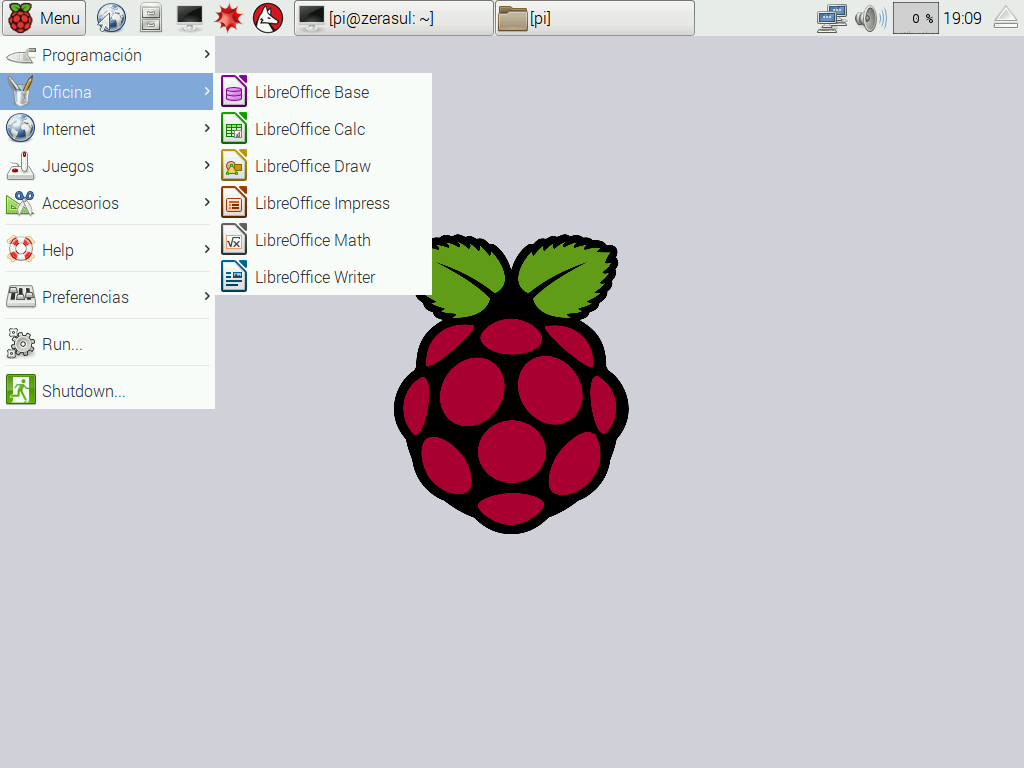 Menu
[pi@zerasul: ~]
[pi]
0 %
19:09
Programación
Oficina
Internet
Juegos
Accesorios
Help
Preferencias
Run...
Shutdown...
LibreOffice Base
LibreOffice Calc
LibreOffice Draw
LibreOffice Impress
LibreOffice Math
LibreOffice Writer